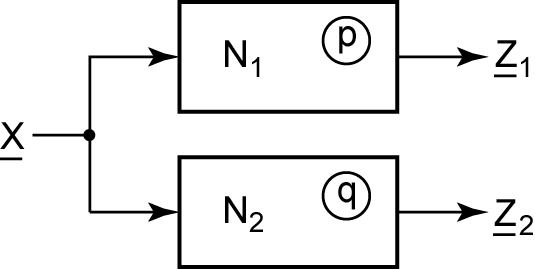 N₁ p Z₁
X
N₂ q Z₂